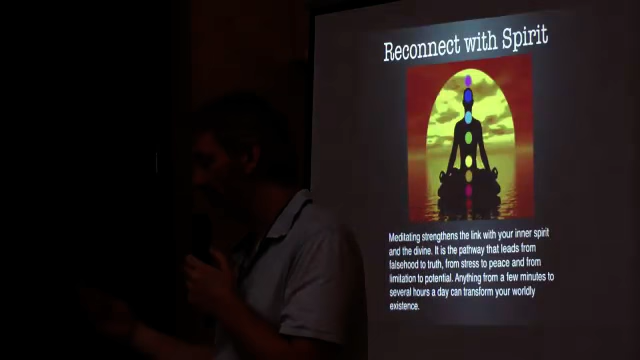 Reconnect with Spirit
Meditating strengthens the link with your inner spirit
and the divine. It is the pathway that leads from
falsehood to truth, from stress to peace and from
limitation to potential. Anything from a few minutes to
several hours a day can transform your worldly
existence.